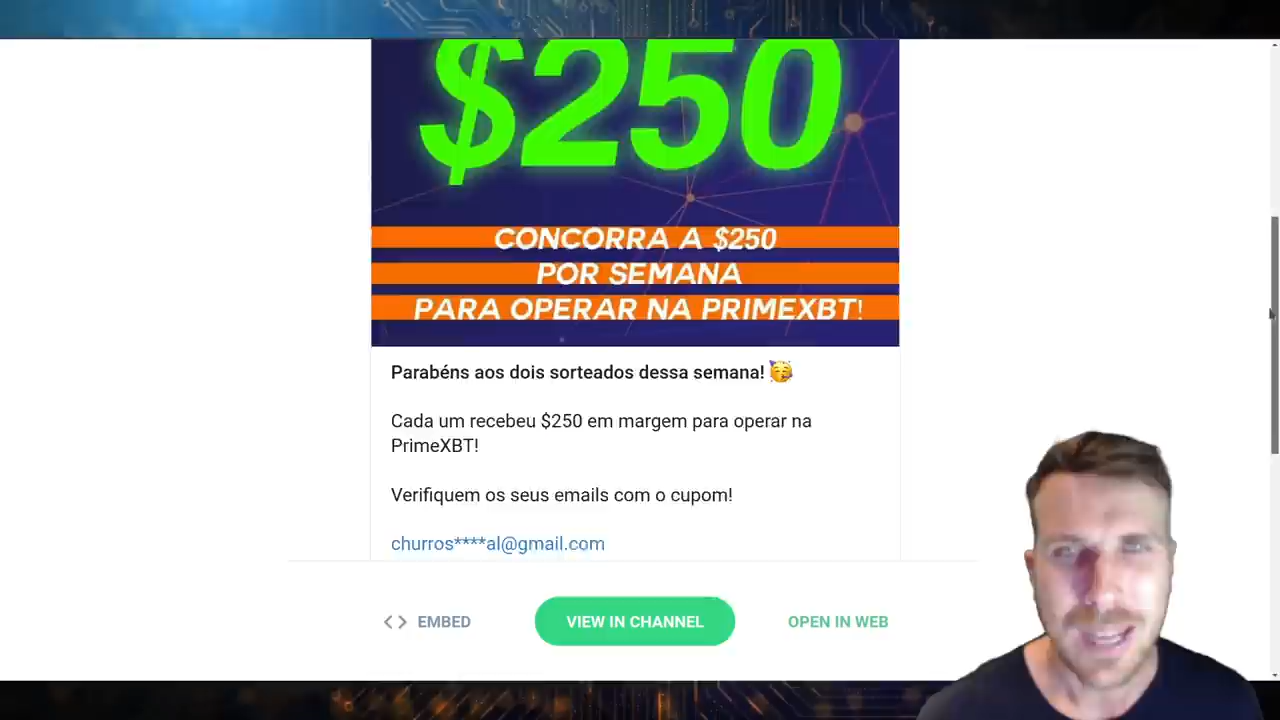 $250
CONCORRA A $250
POR SEMANA
PARA OPERAR NA PRIMEXBT!
Parabéns aos dois sorteados dessa semana! 🥳
Cada um recebeu $250 em margem para operar na
PrimeXBT!
Verifiquem os seus emails com o cupom!
churros****al@gmail.com
<> EMBED
VIEW IN CHANNEL
OPEN IN WEB